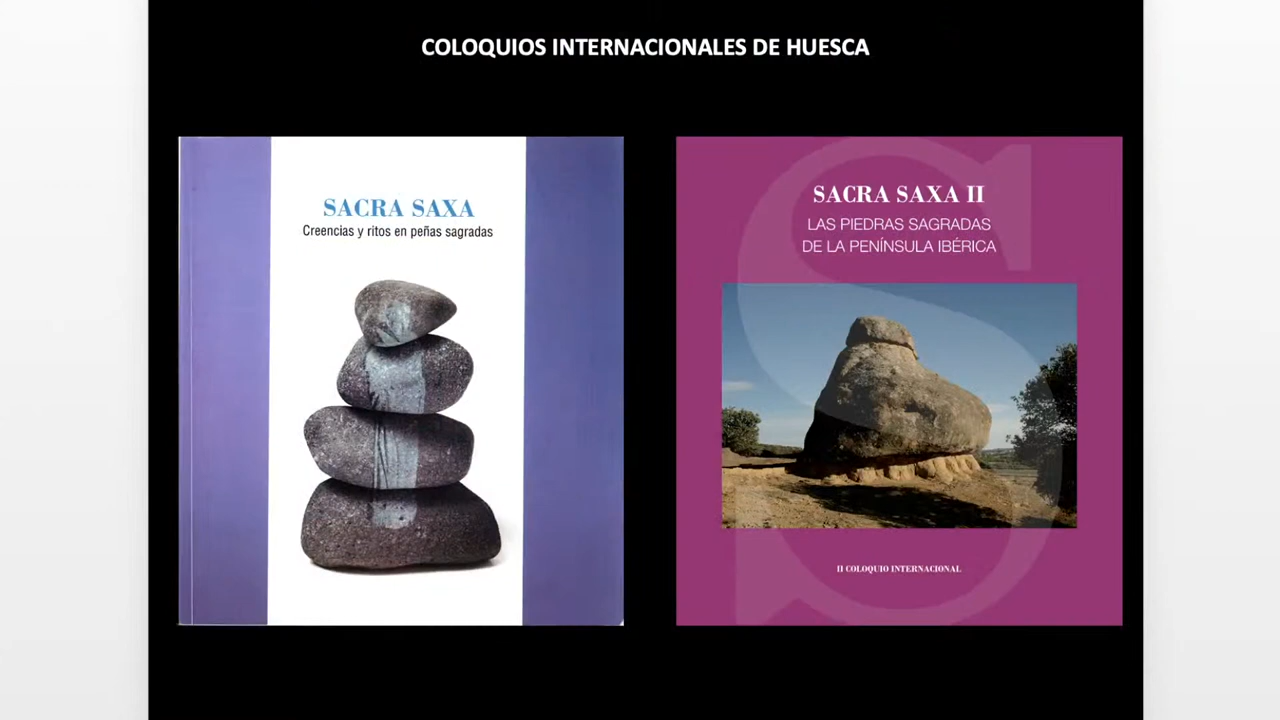 COLOQUIOS INTERNACIONALES DE HUESCA
SACRA SAXA
Creencias y ritos en peñas sagradas
SACRA SAXA II
LAS PIEDRAS SAGRADAS
DE LA PENÍNSULA IBÉRICA
II COLOQUIO INTERNACIONAL